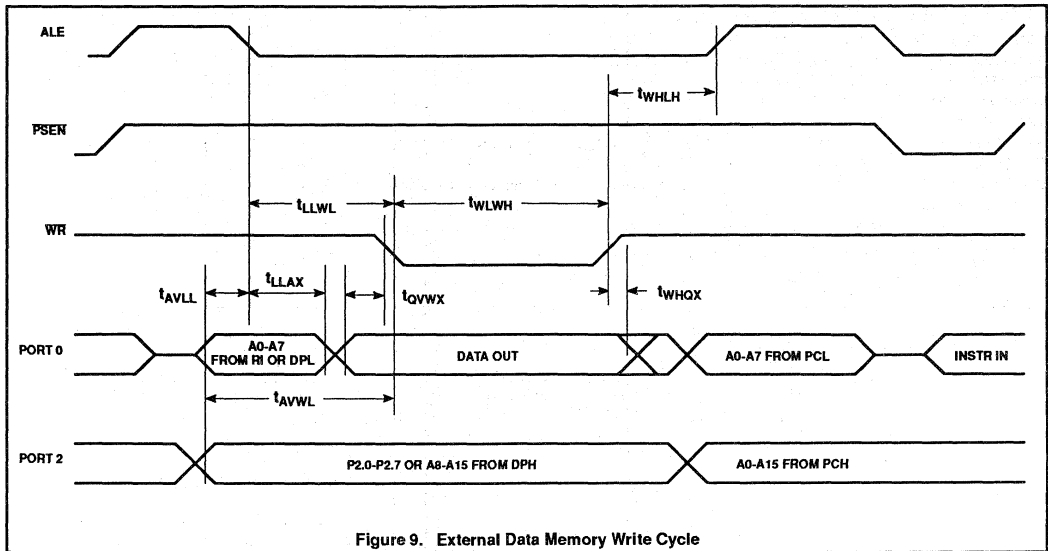 ALE
tWHLH
PSEN
tLLWL
tWLWH
WR
tAVLL
tLLAX
tQVWX
tWHQX
PORT 0
A0-A7
FROM RI OR DPL
DATA OUT
A0-A7 FROM PCL
INSTR IN
tAVWL
PORT 2
P2.0-P2.7 OR A8-A15 FROM DPH
A0-A15 FROM PCH
Figure 9. External Data Memory Write Cycle